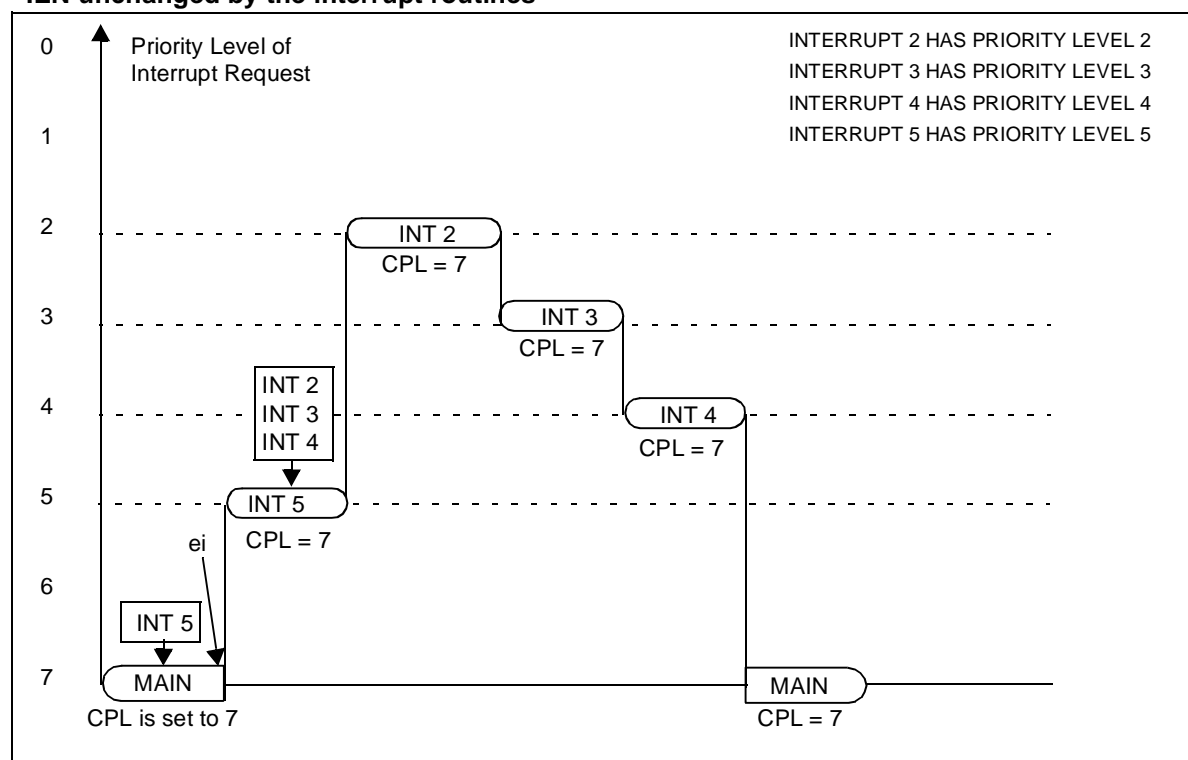 IEN unchanged by the interrupt routines
0
Priority Level of
Interrupt Request
INTERRUPT 2 HAS PRIORITY LEVEL 2
INTERRUPT 3 HAS PRIORITY LEVEL 3
INTERRUPT 4 HAS PRIORITY LEVEL 4
INTERRUPT 5 HAS PRIORITY LEVEL 5
1
2
INT 2
CPL = 7
3
INT 3
CPL = 7
INT 2
INT 3
INT 4
4
INT 4
CPL = 7
5
INT 5
CPL = 7
ei
6
INT 5
7
MAIN
CPL is set to 7
MAIN
CPL = 7